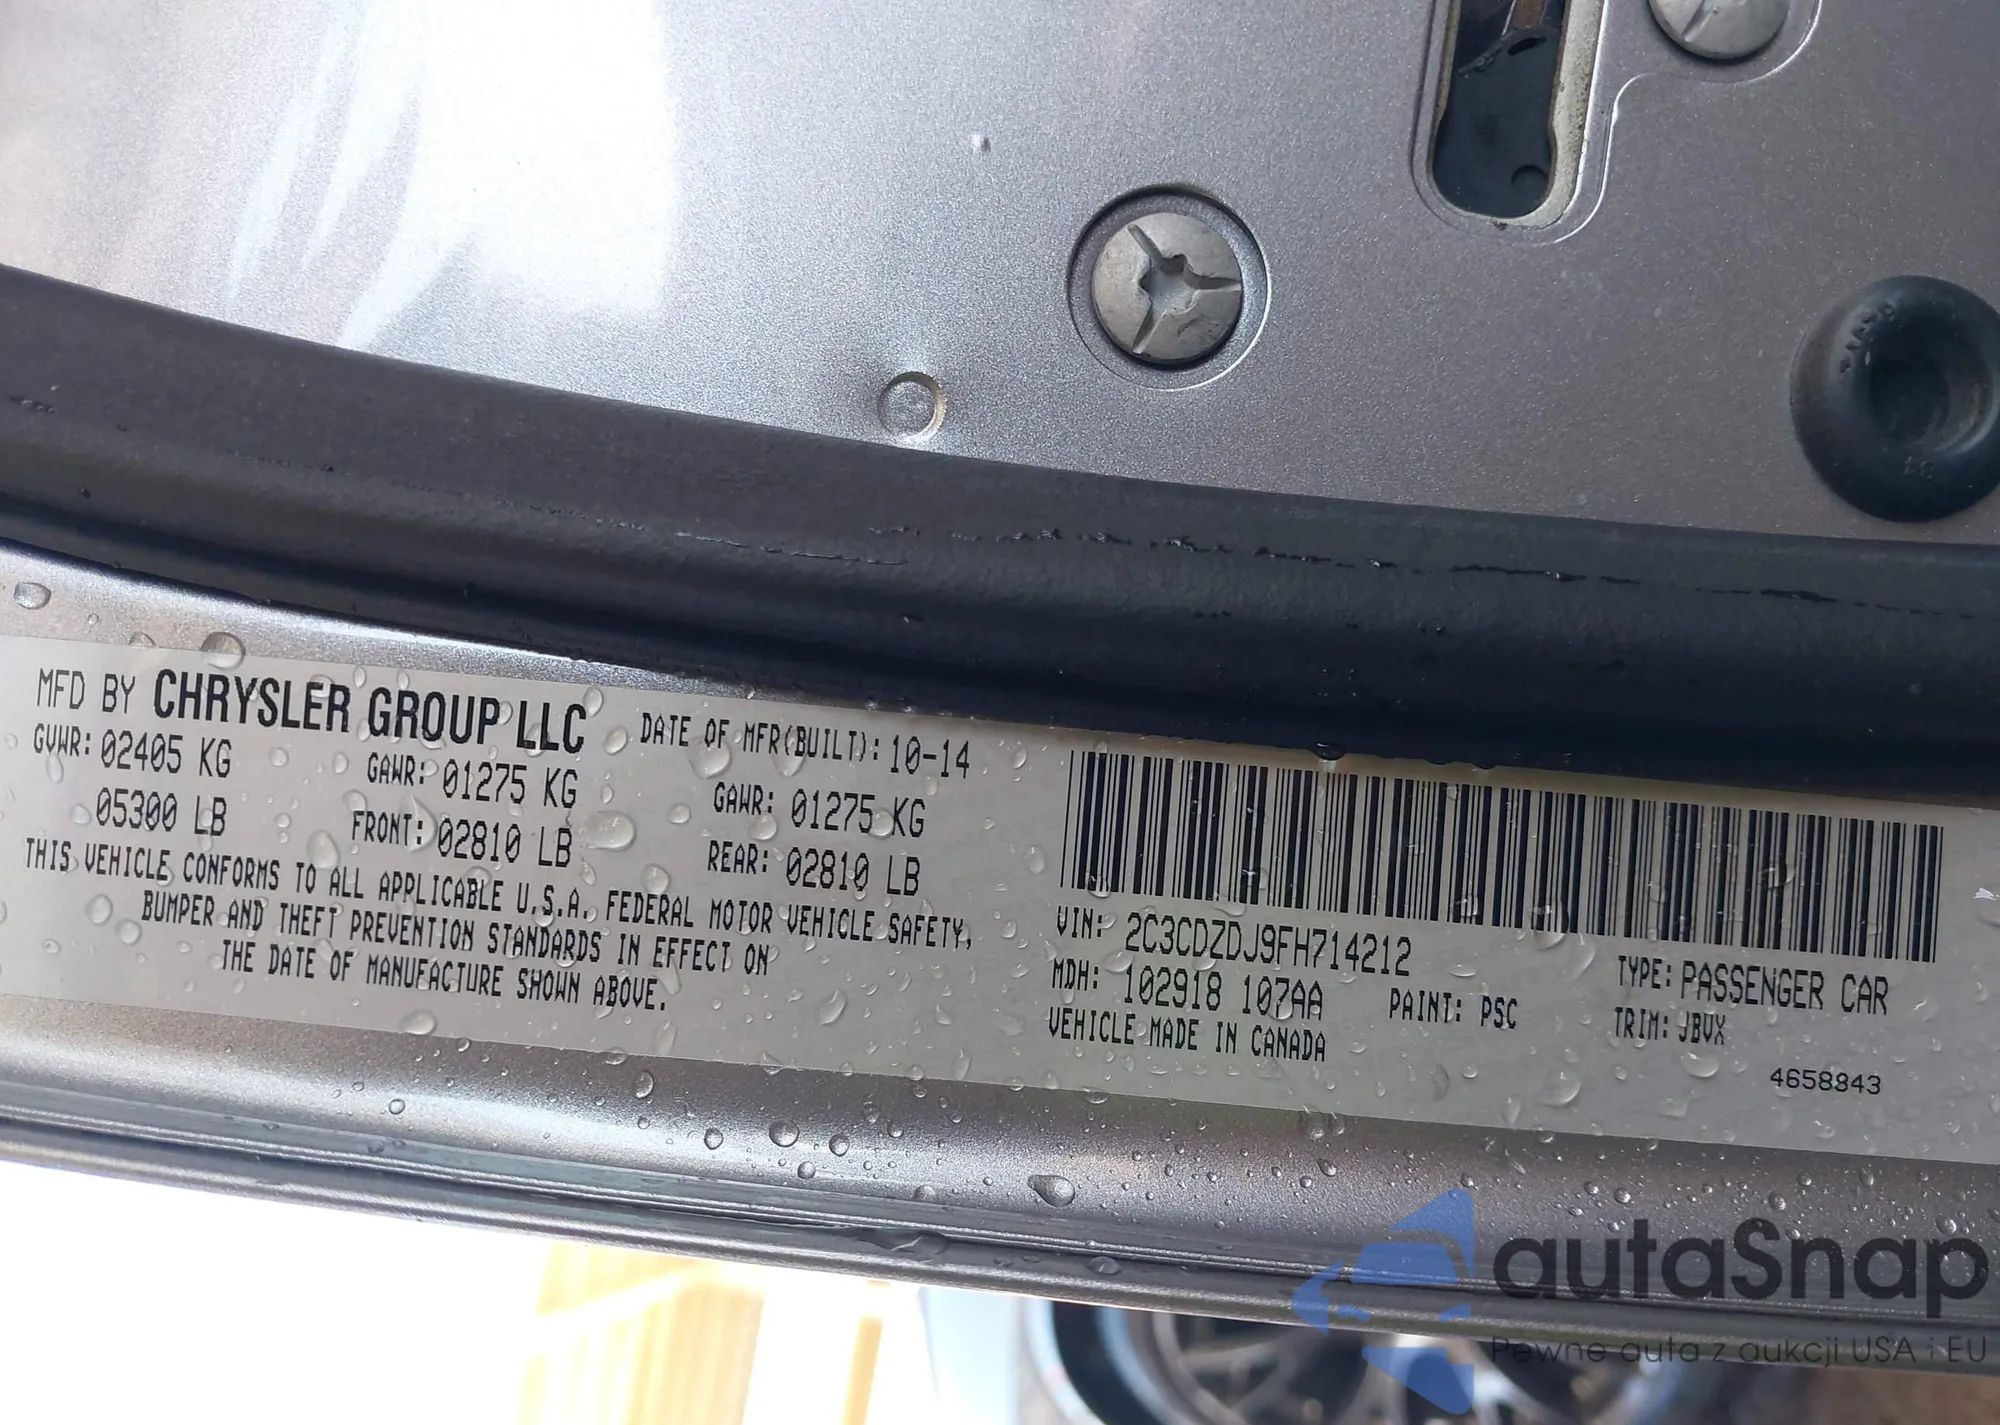 MFD BY CHRYSLER GROUP LLC
DATE OF MFR(BUILT): 10-14
GVWR: 02405 KG
05300 LB
GAWR: 01275 KG
FRONT: 02810 LB
GAWR: 01275 KG
REAR: 02810 LB
THIS VEHICLE CONFORMS TO ALL APPLICABLE U.S.A. FEDERAL MOTOR VEHICLE SAFETY,
BUMPER AND THEFT PREVENTION STANDARDS IN EFFECT ON
THE DATE OF MANUFACTURE SHOWN ABOVE.
VIN: 2C3CDZDJ9FH714212
TYPE: PASSENGER CAR
MDH: 102918 107AA
PAINT: PSC
TRIM: JBVX
VEHICLE MADE IN CANADA
4658843
autaSnap
Pewne auta z aukcji USA i EU